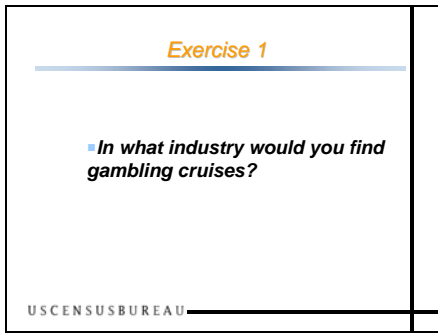 Exercise 1
▪In what industry would you find
gambling cruises?
USCENSUSBUREAU